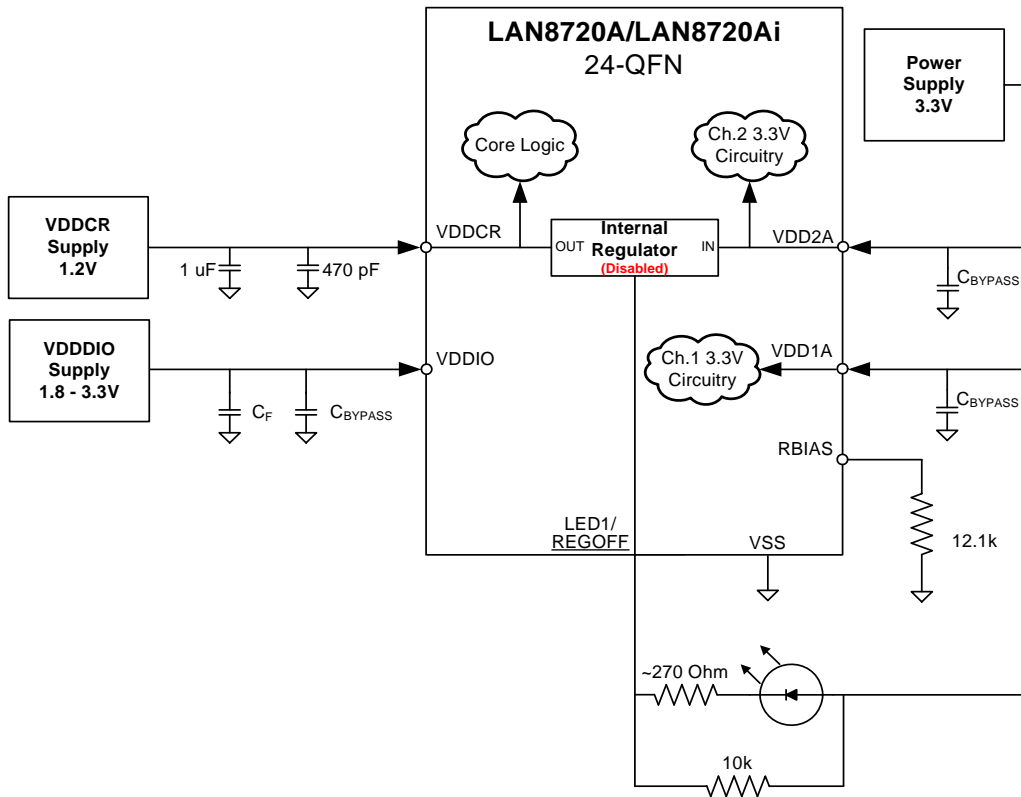 LAN8720A/LAN8720Ai
24-QFN
Power
Supply
3.3V
Core Logic
Ch.2 3.3V
Circuitry
VDDCR
Supply
1.2V
VDDCR
OUT
Internal
Regulator
(Disabled)
IN
VDD2A
1 uF
470 pF
CBYPASS
VDDDIO
Supply
1.8 - 3.3V
VDDIO
Ch.1 3.3V
Circuitry
VDD1A
CF
CBYPASS
CBYPASS
RBIAS
12.1k
LED1/
REGOFF
VSS
~270 Ohm
10k